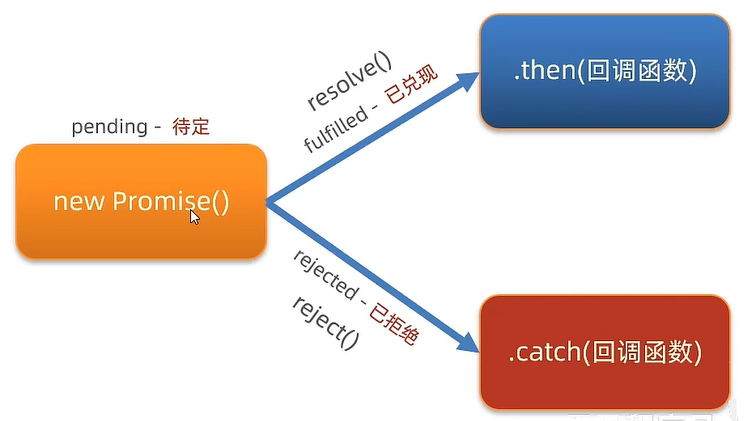 pending - 待定
new Promise()
resolve()
fulfilled - 已兑现
.then(回调函数)
rejected - 已拒绝
reject()
.catch(回调函数)